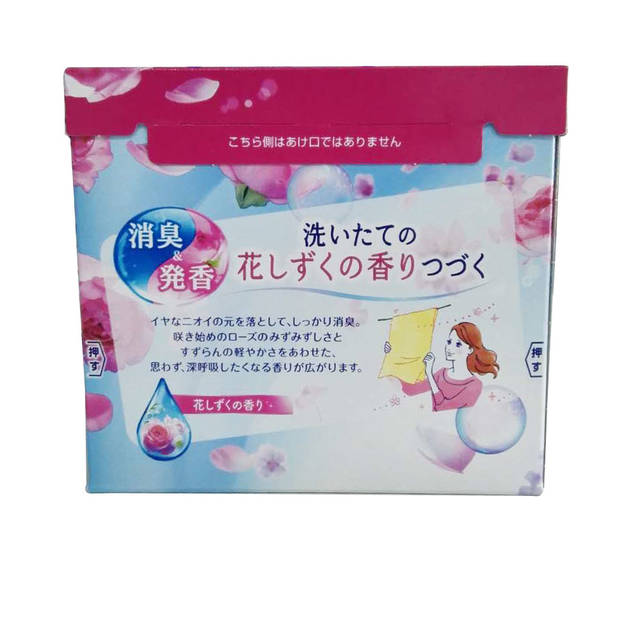 こちら側はあけ口ではありません
消臭
&
発香
洗いたての
花しずくの香りつづく
イヤなニオイの元を落として、しっかり消臭。
咲き始めのローズのみずみずしさと
すずらんの軽やかさをあわせた、
思わず、深呼吸したくなる香りが広がります。
押す
押す
花しずくの香り